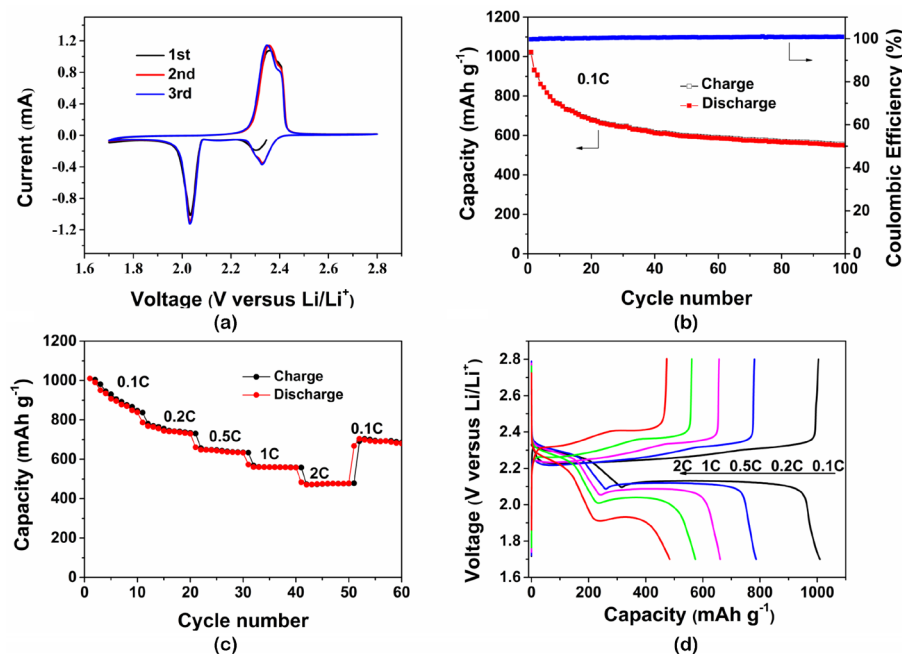 1.2
0.8
0.4
0.0
-0.4
-0.8
-1.2
Current (mA)
1st
2nd
3rd
1.6 1.8 2.0 2.2 2.4 2.6 2.8
Voltage (V versus Li/Li⁺)
(a)
1200
1000
800
600
400
200
0
Capacity (mAh g⁻¹)
0.1C
Charge
Discharge
100
80
60
40
20
0
Coulombic Efficiency (%)
0 20 40 60 80 100
Cycle number
(b)
1200
1000
800
600
400
200
0
Capacity (mAh g⁻¹)
0.1C
0.2C
0.5C
1C
2C
0.1C
Charge
Discharge
0 10 20 30 40 50 60
Cycle number
(c)
2.8
2.6
2.4
2.2
2.0
1.8
1.6
Voltage (V versus Li/Li⁺)
2C 1C 0.5C 0.2C 0.1C
0 200 400 600 800 1000
Capacity (mAh g⁻¹)
(d)